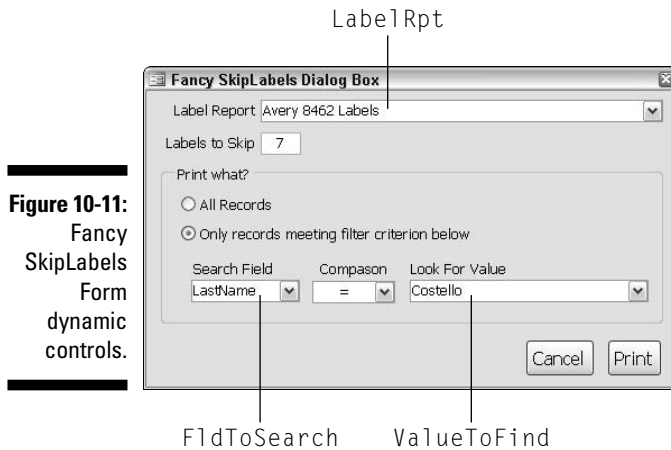 LabelRpt
Fancy SkipLabels Dialog Box
Label Report Avery 8462 Labels
Labels to Skip 7
Print what?
All Records
Only records meeting filter criterion below
Search Field Compason Look For Value
LastName = Costello
Cancel Print
Figure 10-11:
Fancy
SkipLabels
Form
dynamic
controls.
FldToSearch ValueToFind